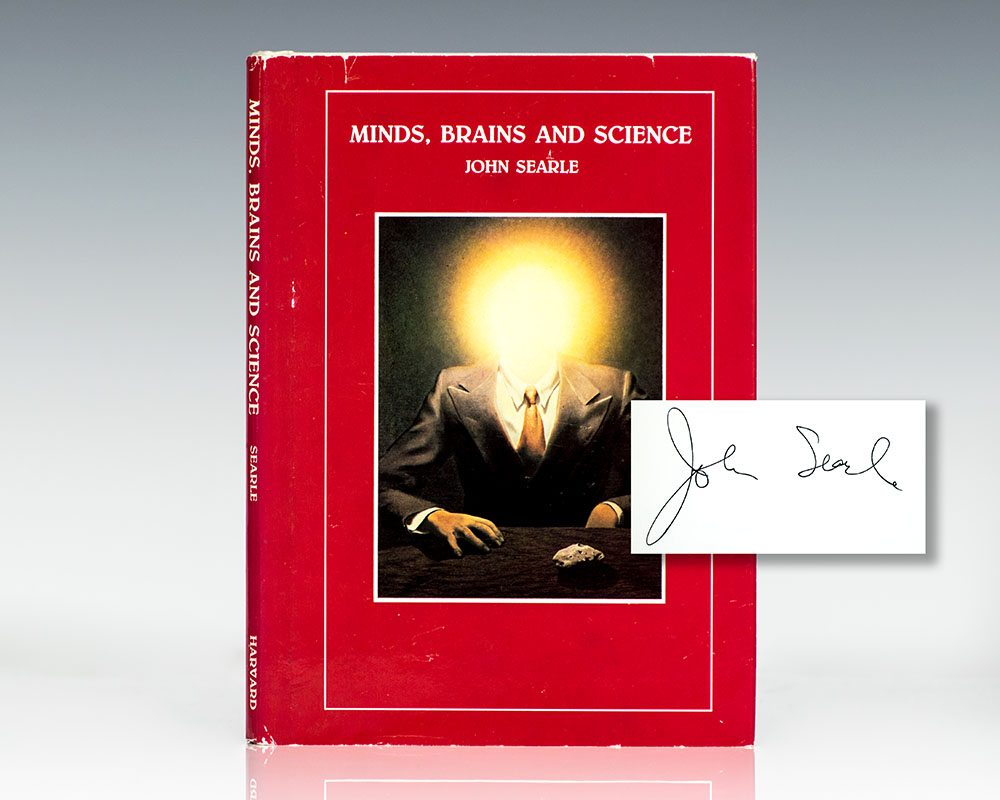 MINDS, BRAINS AND SCIENCE
JOHN SEARLE
MINDS, BRAINS AND SCIENCE SEARLE HARVARD
John Searle